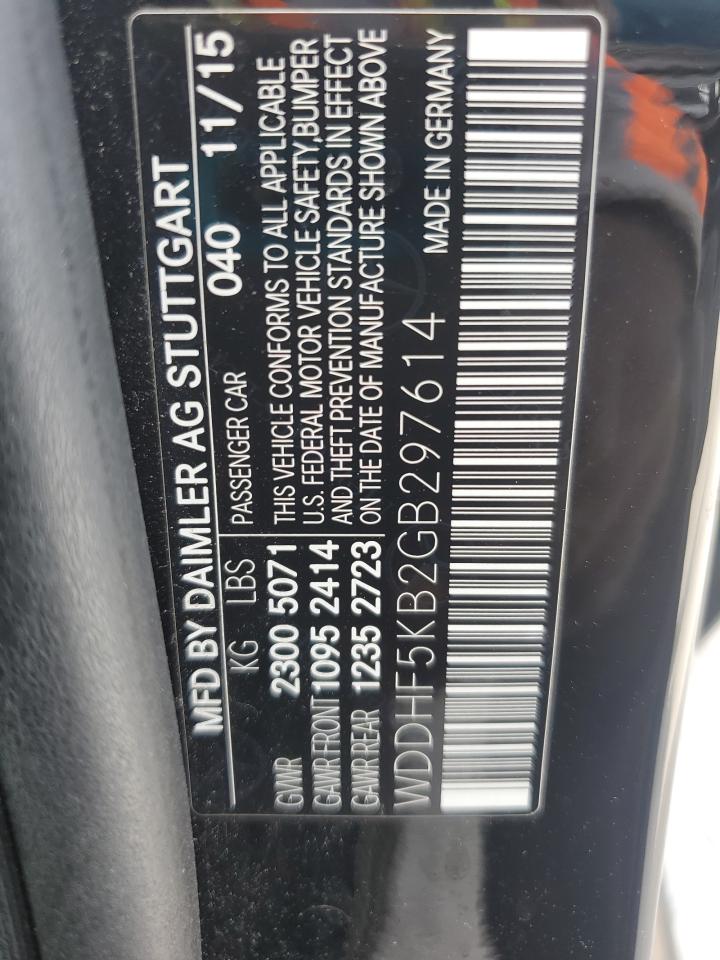 MFD BY DAIMLER AG STUTTGART
040 11/15
KG LBS PASSENGER CAR
GVWR 2300 5071 THIS VEHICLE CONFORMS TO ALL APPLICABLE
GAWR FRONT 1095 2414 U.S. FEDERAL MOTOR VEHICLE SAFETY,BUMPER
GAWR REAR 1235 2723 AND THEFT PREVENTION STANDARDS IN EFFECT
ON THE DATE OF MANUFACTURE SHOWN ABOVE
WDDHF5KB2GB297614 MADE IN GERMANY